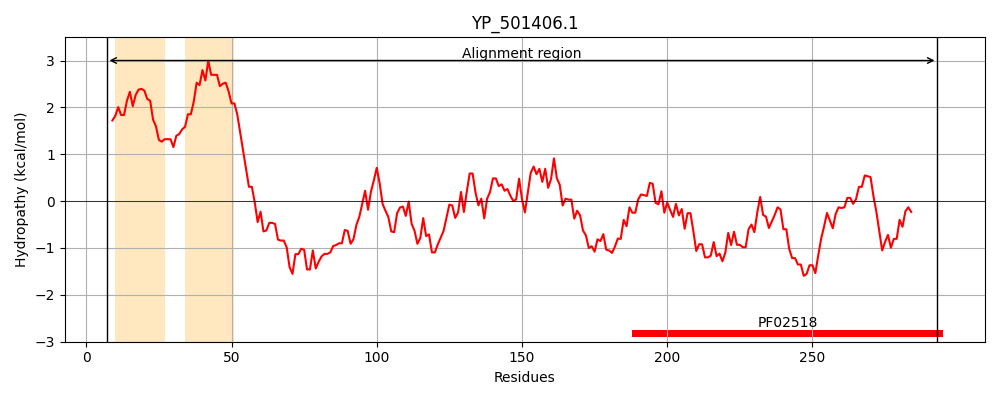 YP_501406.1
Alignment region
Hydropathy (kcal/mol)
3
2
1
0
−1
−2
−3
PF02518
0 50 100 150 200 250
Residues